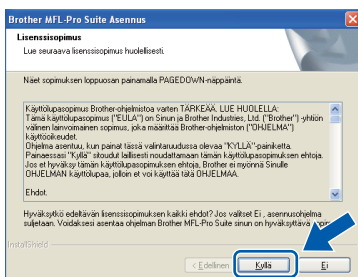 Brother MFL-Pro Suite Asennus
Lisenssisopimus
Lue seuraava lisenssisopimus huolellisesti.
Näet sopimuksen loppuosan painamalla PAGEDOWN-näppäintä.
Käyttölupasopimus Brother-ohjelmistoa varten TÄRKEÄÄ. LUE HUOLELLA:
Tämä käyttölupasopimus ("EULA") on Sinun ja Brother Industries, Ltd. ("Brother") -yhtiön
välinen lainvoimainen sopimus, joka määrittää Brother-ohjelmiston ("OHJELMA")
käyttöoikeudet.
Ohjelma asentuu, kun painat tässä valintaruudussa olevaa "KYLLÄ"-painiketta.
Painaessasi "Kyllä" sitoudut laillisesti noudattamaan tämän käyttölupasopimuksen ehtoja.
Jos et hyväksy tämän käyttölupasopimuksen ehtoja, Brother ei myönnä Sinulle
OHJELMAN käyttölupaa, jolloin et voi käyttää tätä OHJELMAA.
Ehdot.
Hyväksytkö edeltävän lisenssisopimuksen kaikki ehdot? Jos valitset Ei , asennusohjelma
suljetaan. Voidaksesi asentaa ohjelman Brother MFL-Pro Suite sinun on hyväksyttävä
InstallShield
< Edellinen
Kyllä
Ei